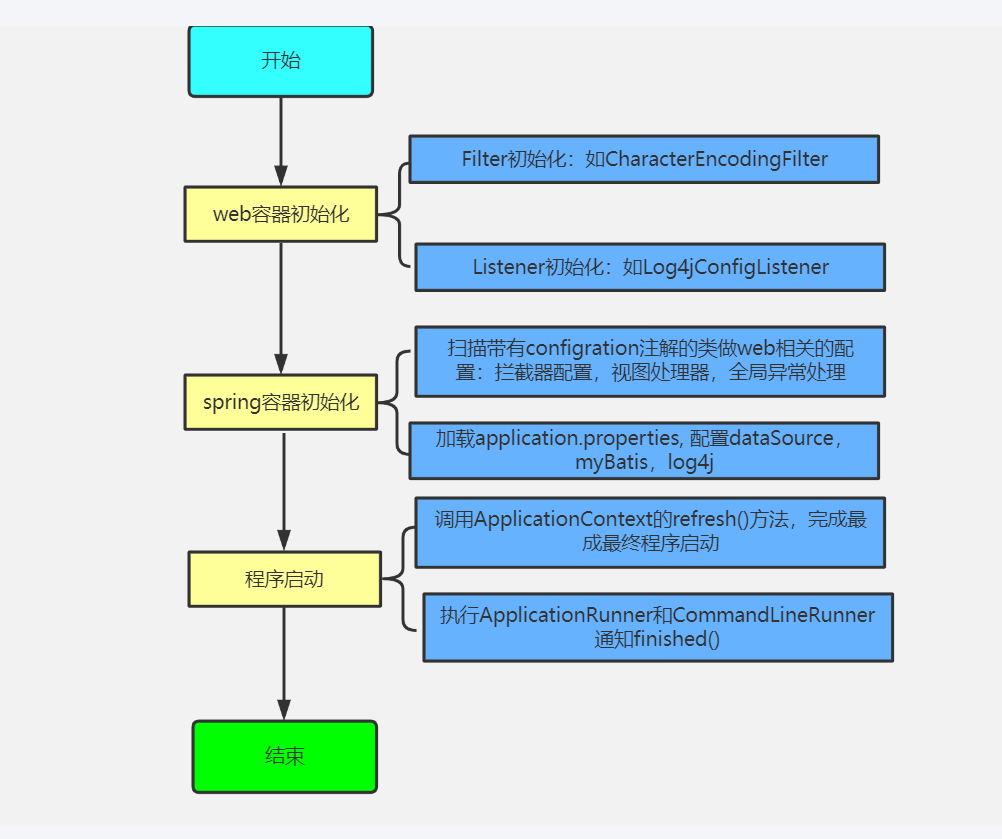 开始
Filter初始化：如CharacterEncodingFilter
web容器初始化
Listener初始化：如Log4jConfigListener
扫描带有configration注解的类做web相关的配
置：拦截器配置，视图处理器，全局异常处理
spring容器初始化
加载application.properties, 配置dataSource，
myBatis，log4j
调用ApplicationContext的refresh()方法，完成最
成最终程序启动
程序启动
执行ApplicationRunner和CommandLineRunner
通知finished()
结束